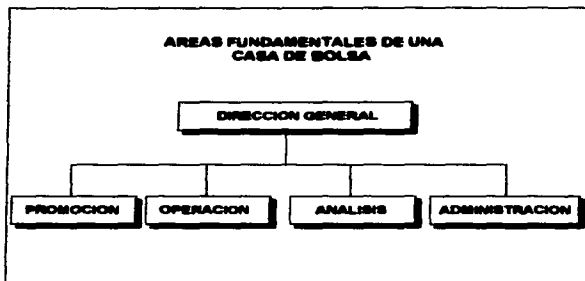 AREAS FUNDAMENTALES DE UNA
CASA DE BOLSA
DIRECCION GENERAL
PROMOCION
OPERACION
ANALISIS
ADMINISTRACION